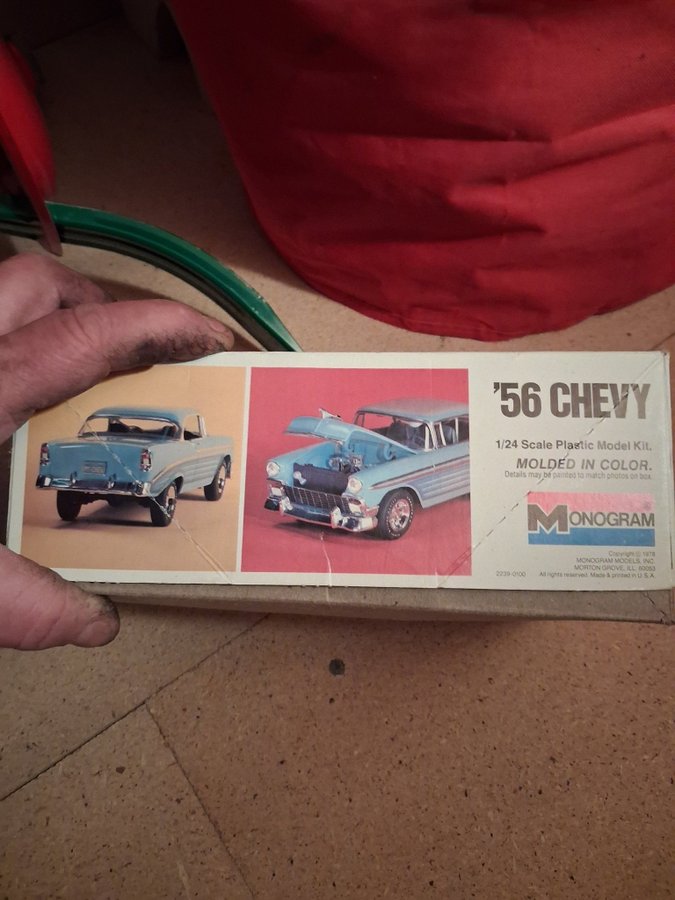 '56 CHEVY
1/24 Scale Plastic Model Kit.
MOLDED IN COLOR.
Details may be painted to match photos on box.
MONOGRAM
Copyright © 1978
MONOGRAM MODELS, INC.
MORTON GROVE, ILL. 60053
2239-0100 All rights reserved. Made & printed in U.S.A.